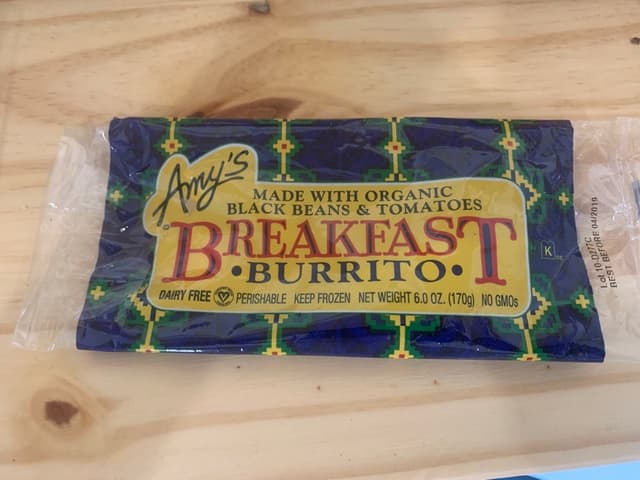 Amy's
MADE WITH ORGANIC
BLACK BEANS & TOMATOES
BREAKFAST
•BURRITO•
DAIRY FREE V PERISHABLE KEEP FROZEN NET WEIGHT 6.0 OZ. (170g) NO GMOs
K
BEST BEFORE 04/2019